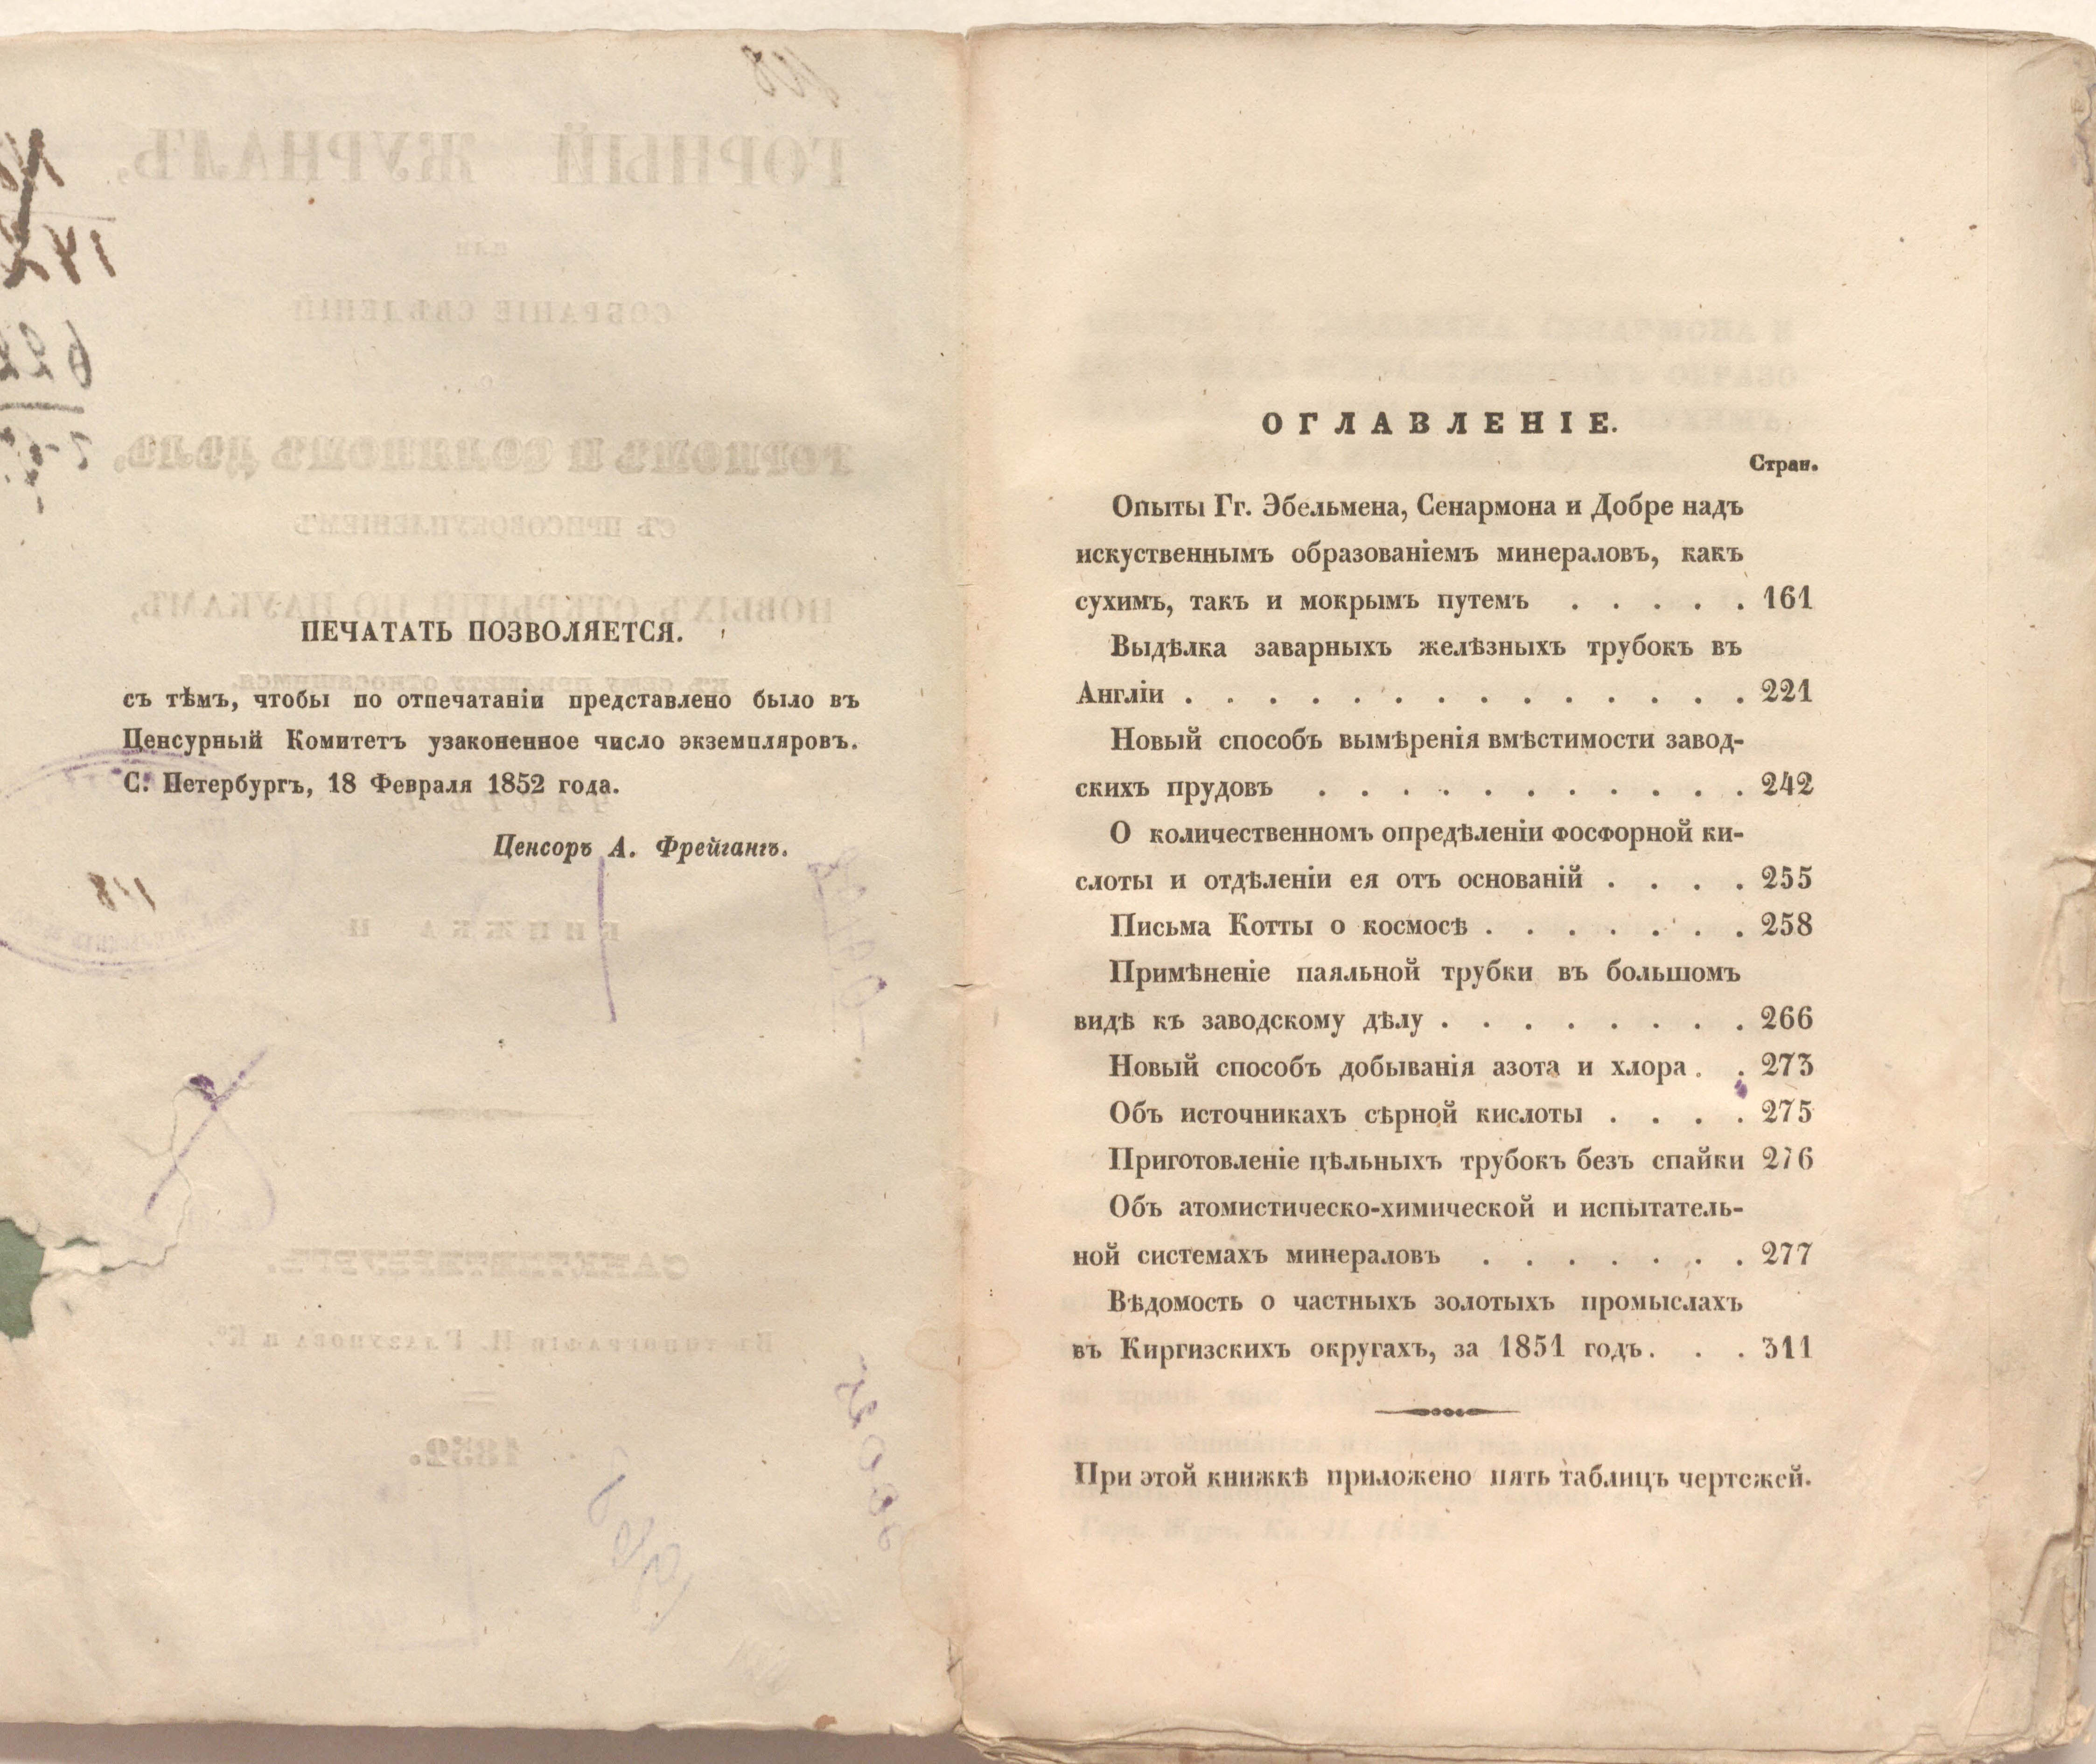 ПЕЧАТАТЬ ПОЗВОЛЯЕТСЯ.
съ тѣмъ, чтобы по отпечатаніи представлено было въ
Ценсурный Комитетъ узаконенное число экземпляровъ.
С. Петербургъ, 18 Февраля 1852 года.
Ценсоръ А. Фрейгангъ.
ОГЛАВЛЕНІЕ.
Стран.
Опыты Гг. Эбельмена, Сенармона и Добре надъ
искуственнымъ образованіемъ минераловъ, какъ
сухимъ, такъ и мокрымъ путемъ . . . . . 161
Выдѣлка заварныхъ желѣзныхъ трубокъ въ
Англіи . . . . . . . . . . . . . . 221
Новый способъ вымѣренія вмѣстимости завод-
скихъ прудовъ . . . . . . . . . . . 242
О количественномъ опредѣленіи фосфорной ки-
слоты и отдѣленіи ея отъ основаній . . . . 255
Письма Котты о космосѣ . . . . . . . 258
Примѣненіе паяльной трубки въ большомъ
видѣ къ заводскому дѣлу . . . . . . . . 266
Новый способъ добыванія азота и хлора . . 273
Объ источникахъ сѣрной кислоты . . . . 275
Приготовленіе цѣльныхъ трубокъ безъ спайки 276
Объ атомистическо-химической и испытатель-
ной системахъ минераловъ . . . . . . . 277
Вѣдомость о частныхъ золотыхъ промыслахъ
въ Киргизскихъ округахъ, за 1851 годъ . . . 311
При этой книжкѣ приложено пять таблицъ чертежей.